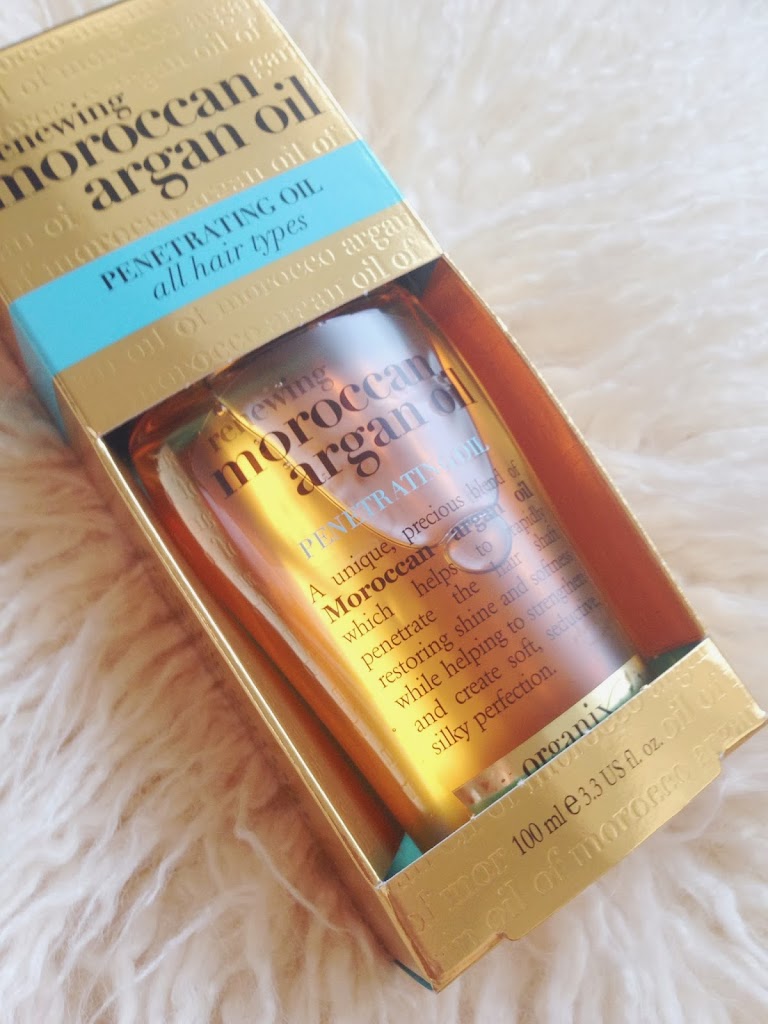 renewing
moroccan
argan oil
PENETRATING OIL
all hair types
renewing
moroccan
argan oil
PENETRATING OIL
A unique, precious blend of
Moroccan argan oil
which helps to rapidly
penetrate the hair shaft
restoring shine and softness
while helping to strengthen
and create soft, seductive,
silky perfection.
organix
100 ml e 3.3 US fl. oz.